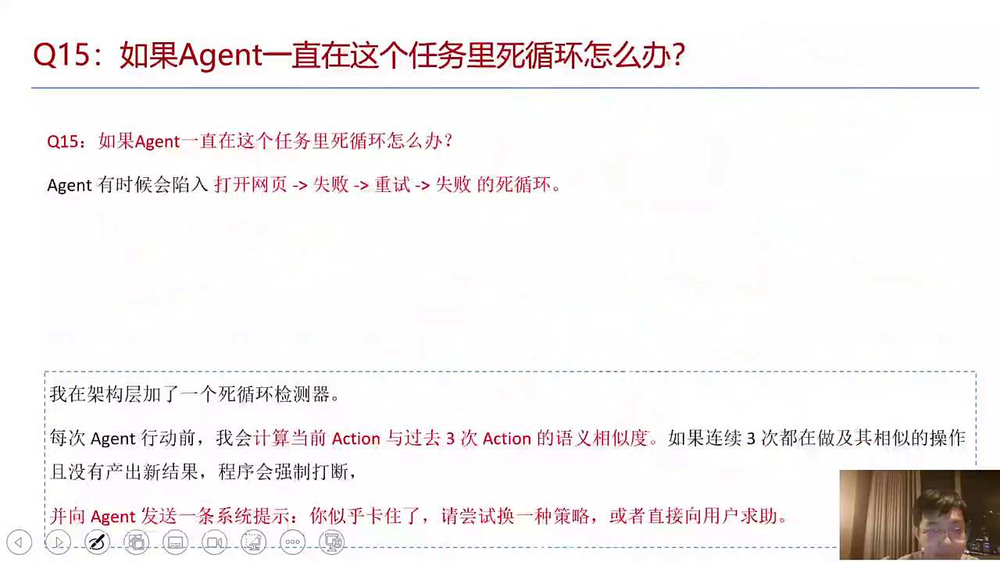 Q15：如果Agent一直在这个任务里死循环怎么办？
Q15：如果Agent一直在这个任务里死循环怎么办？
Agent 有时候会陷入 打开网页 -> 失败 -> 重试 -> 失败 的死循环。
我在架构层加了一个死循环检测器。
每次 Agent 行动前，我会计算当前 Action 与过去 3 次 Action 的语义相似度。如果连续 3 次都在做及其相似的操作
且没有产出新结果，程序会强制打断，
并向 Agent 发送一条系统提示：你似乎卡住了，请尝试换一种策略，或者直接向用户求助。